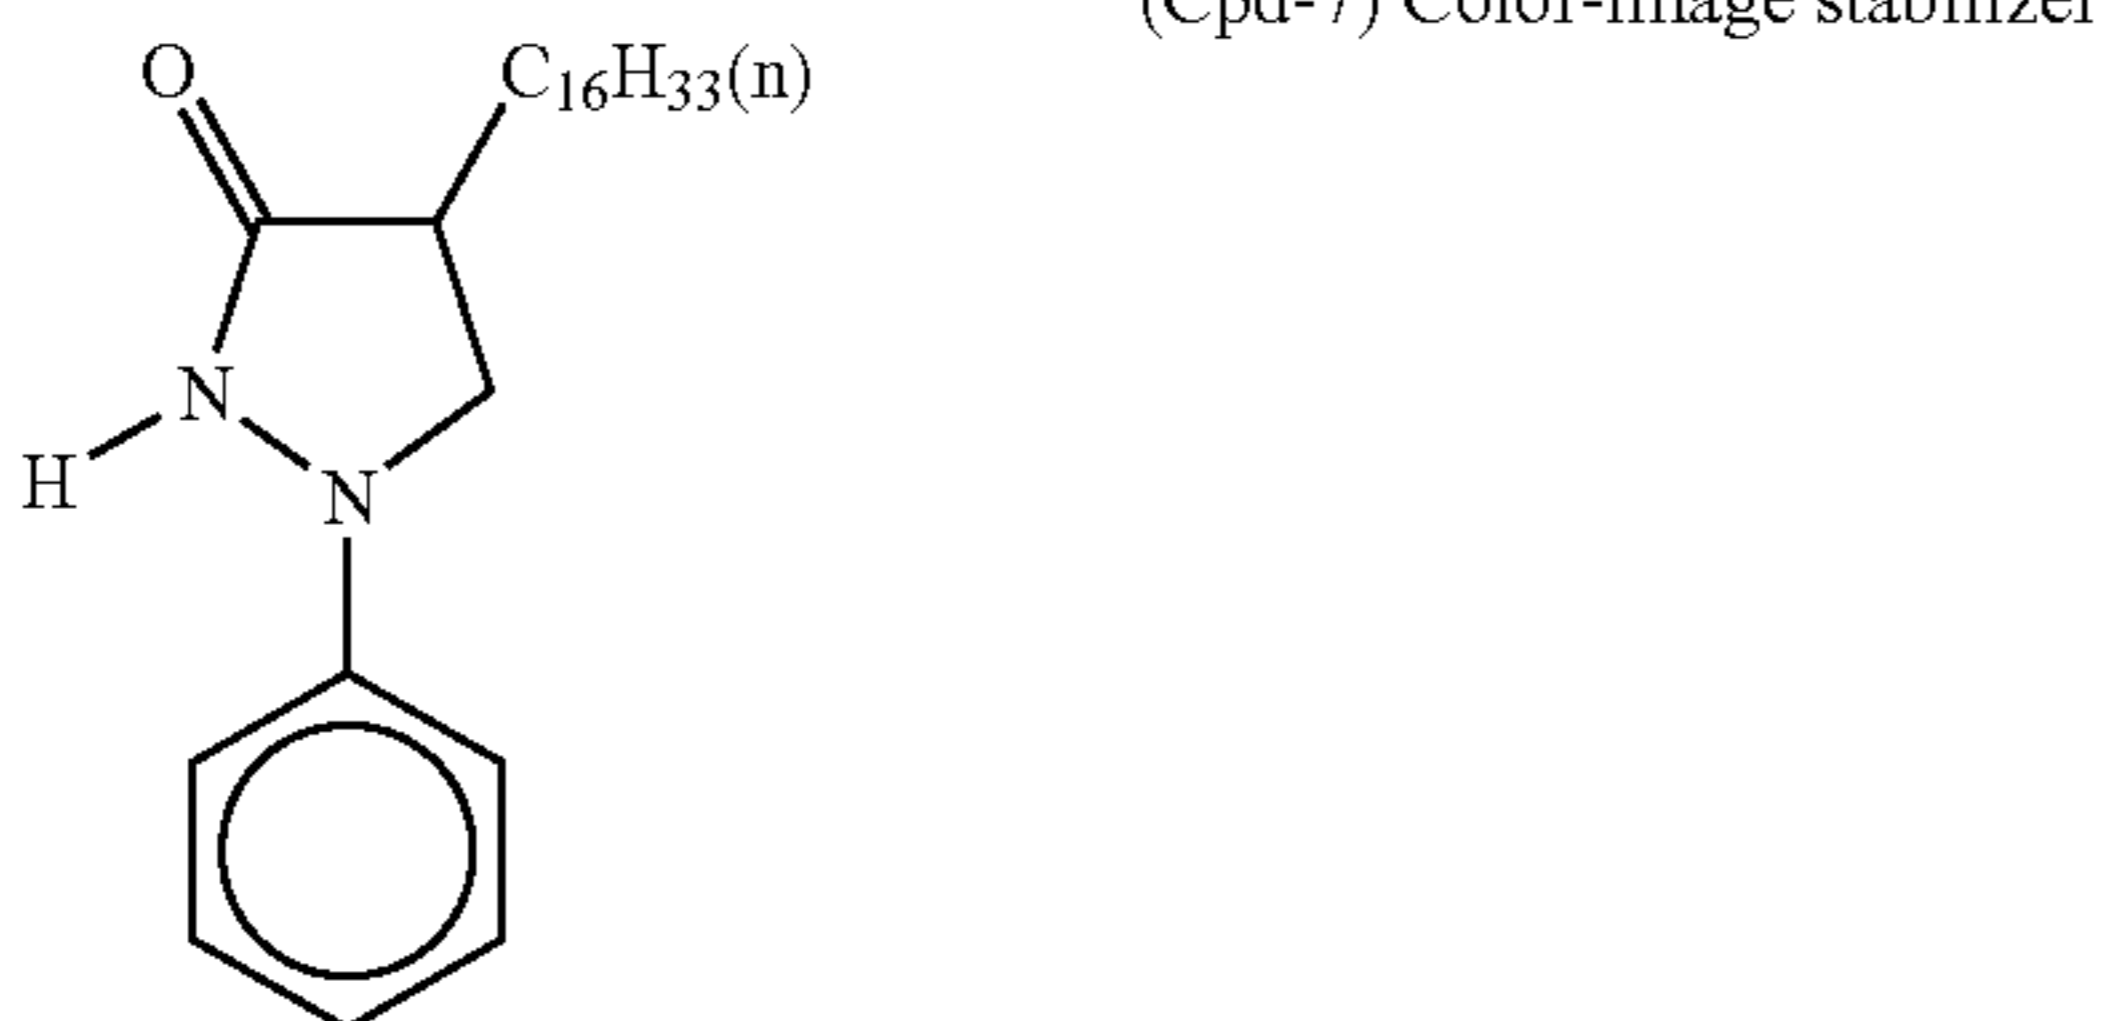 (Cpd-7) Color-image stabilizer
O
C16H33(n)
N
H
N